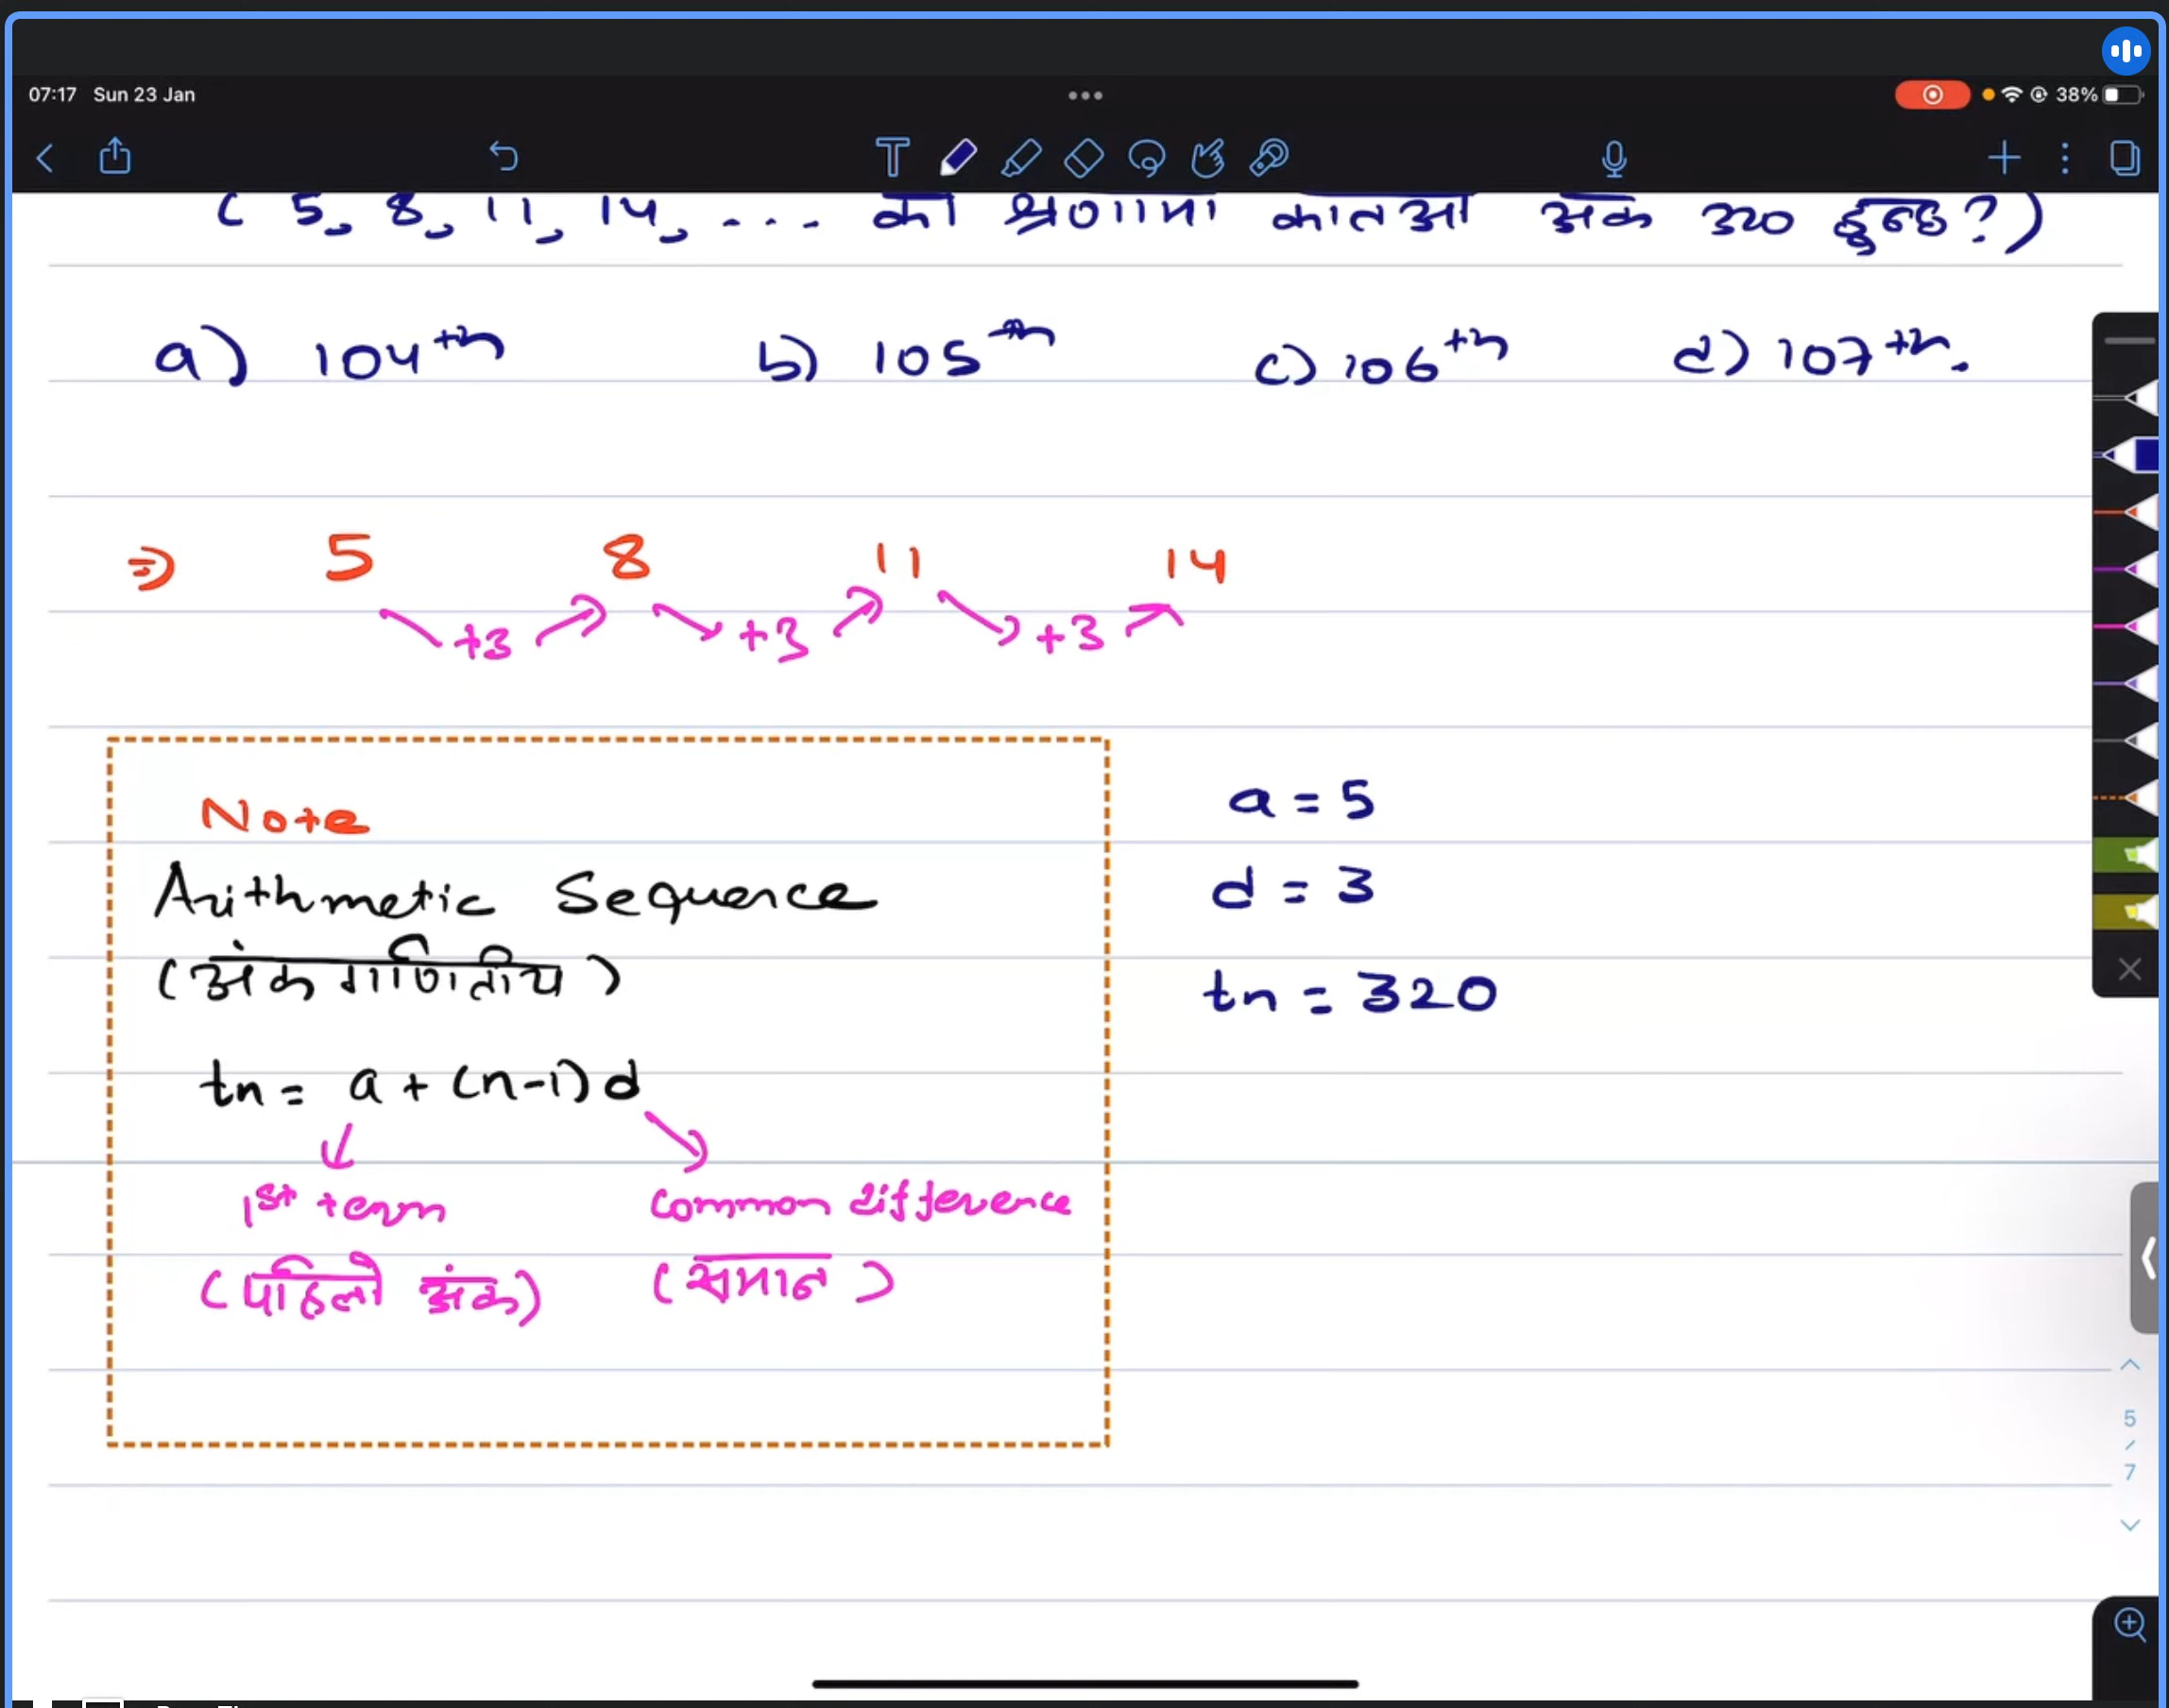 07:17 Sun 23 Jan
38%
( 5, 8, 11, 14, ... को श्रेणीमा कतिऔं अंक 320 हुन्छ?)
a) 104th b) 105th c) 106th d) 107th.
⇒ 5 8 11 14
+3 +3 +3
Note
Arithmetic Sequence
(अंक गणितीय)
a = 5
d = 3
tn = 320
tn = a + (n-1)d
1st term common difference
(पहिलो अंक) (समान)
5
/
7